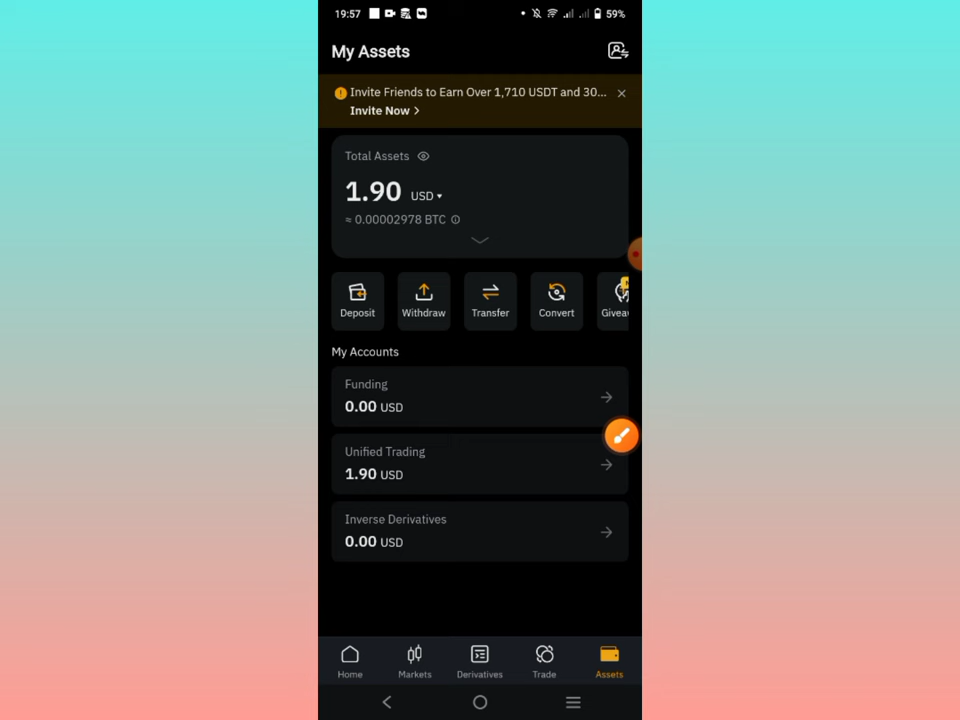 19:57 59%
My Assets
Invite Friends to Earn Over 1,710 USDT and 30...
Invite Now >
Total Assets
1.90 USD
≈ 0.00002978 BTC
Deposit Withdraw Transfer Convert Giveav
My Accounts
Funding
0.00 USD
Unified Trading
1.90 USD
Inverse Derivatives
0.00 USD
Home Markets Derivatives Trade Assets